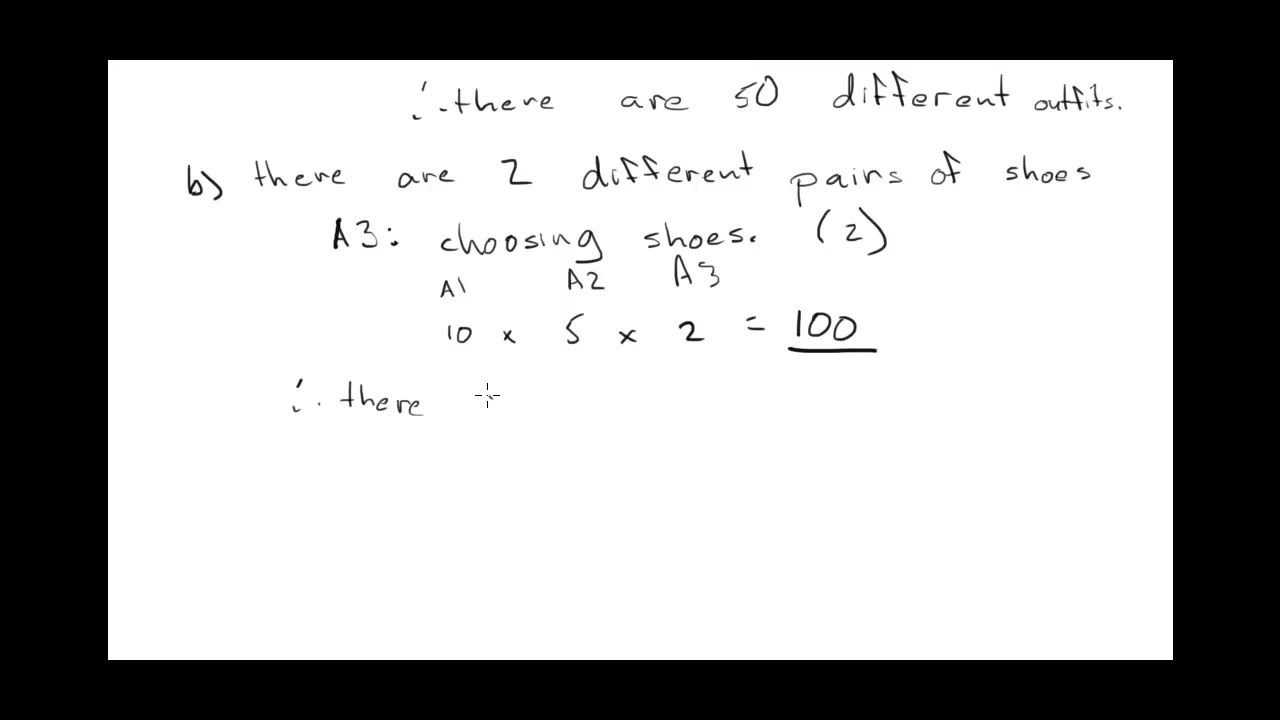 ∴ there are 50 different outfits.
b) there are 2 different pairs of shoes
A3: choosing shoes. (2)
A1 A2 A3
10 x 5 x 2 = 100
∴ there